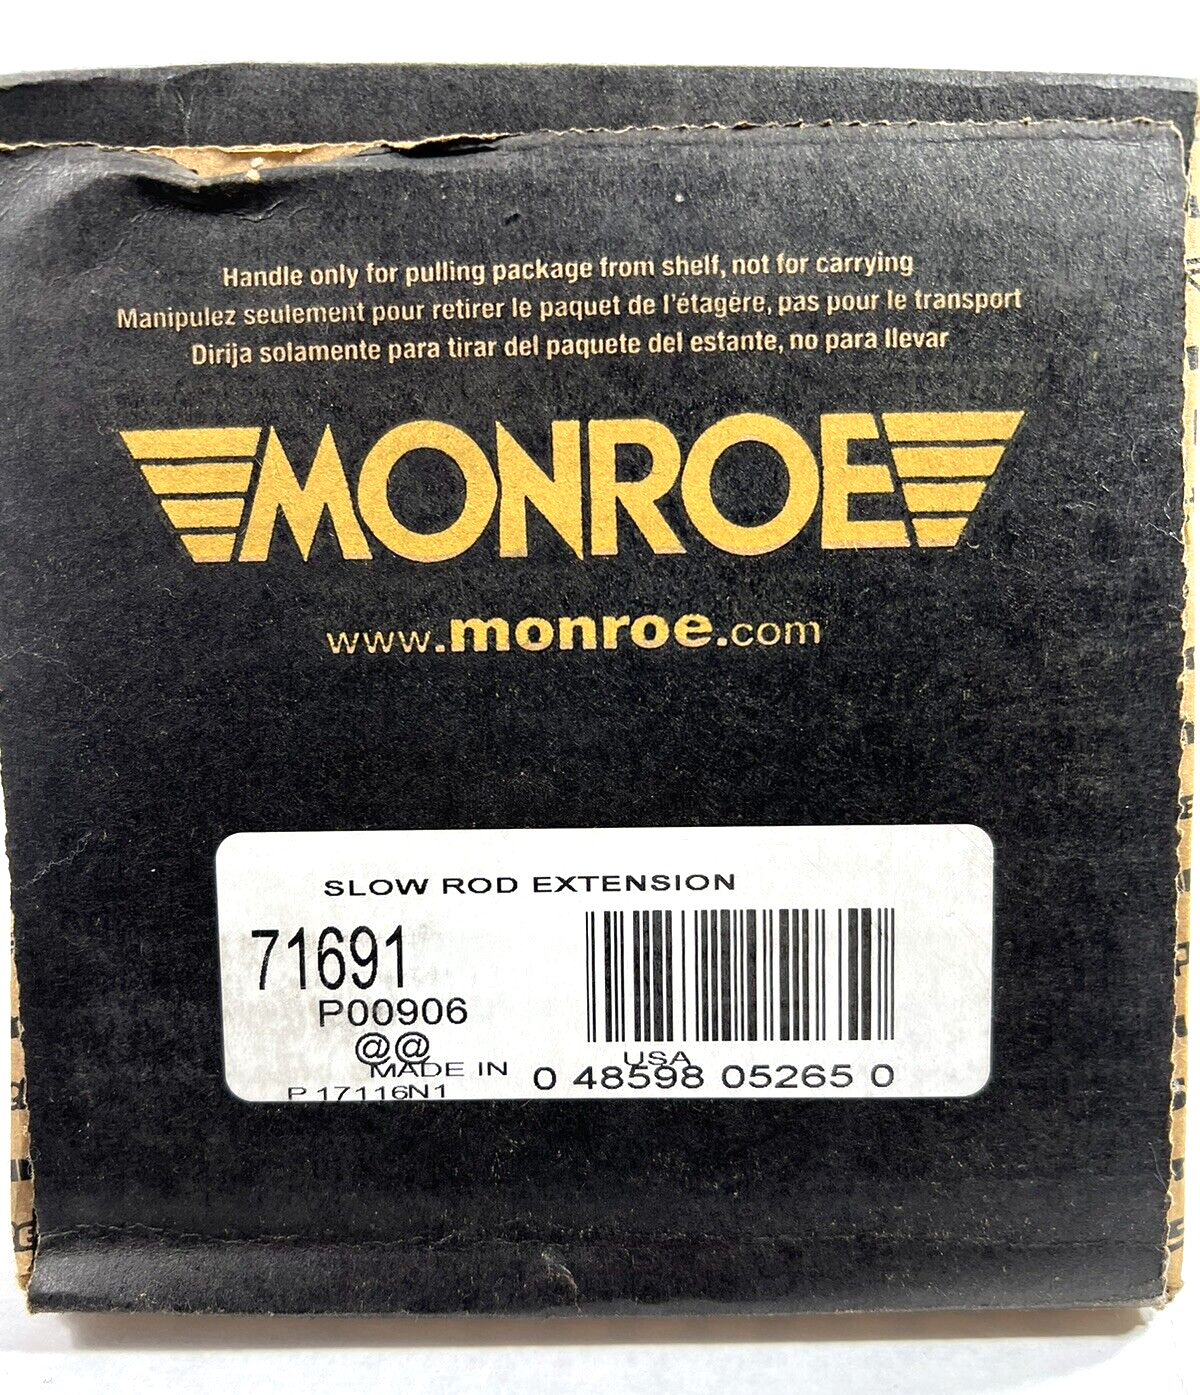 Handle only for pulling package from shelf, not for carrying
Manipulez seulement pour retirer le paquet de l'étagère, pas pour le transport
Dirija solamente para tirar del paquete del estante, no para llevar
MONROE
www.monroe.com
SLOW ROD EXTENSION
71691
P00906
@@
MADE IN USA
P 17116N1
0 48598 05265 0